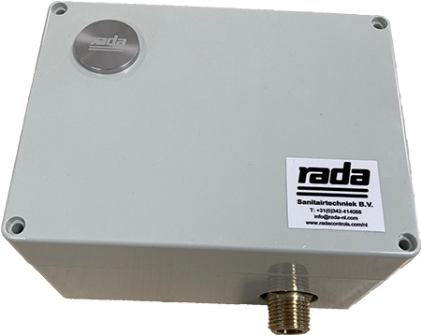 rada
rada
Sanitairtechniek B.V.
T: +31(0)342-414088
info@rada-nl.com
www.radacontrols.com/nl